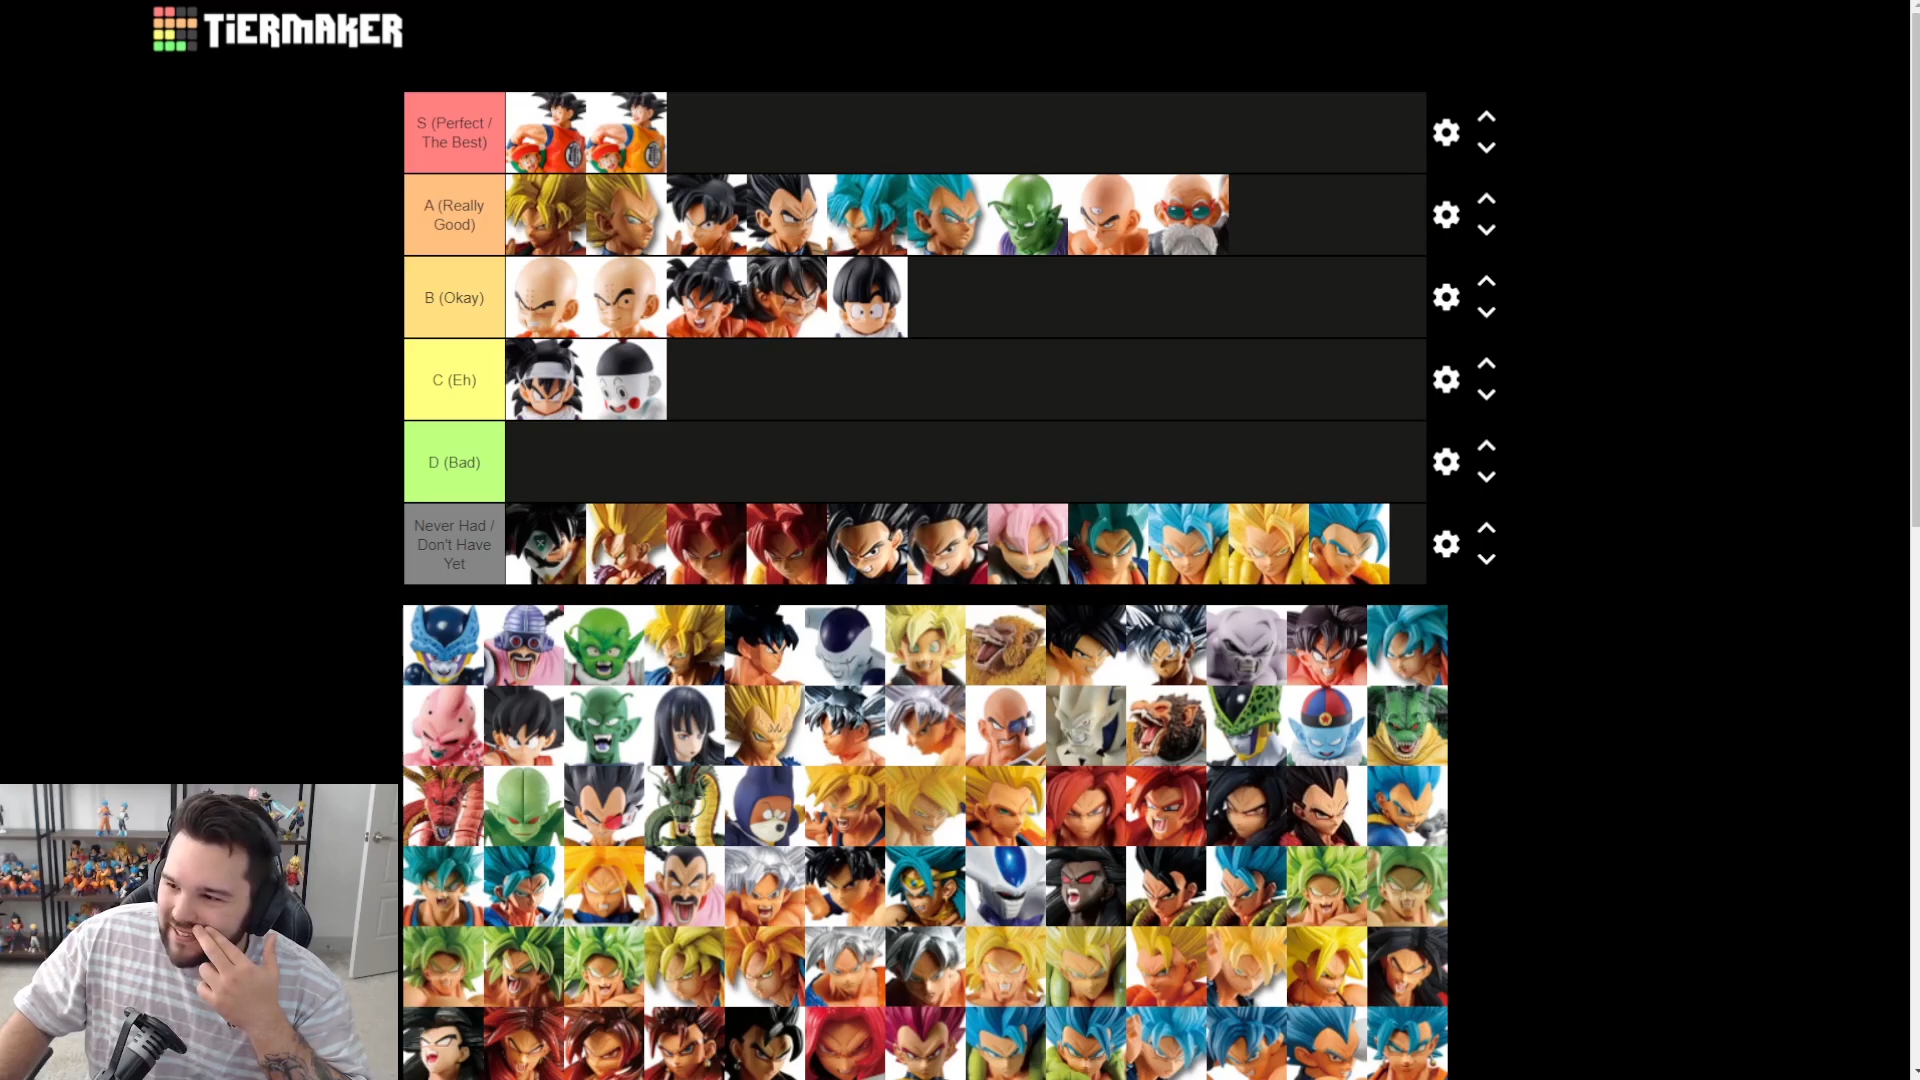 TiERMAKER
S (Perfect /
The Best)
A (Really
Good)
B (Okay)
C (Eh)
D (Bad)
Never Had /
Don't Have
Yet